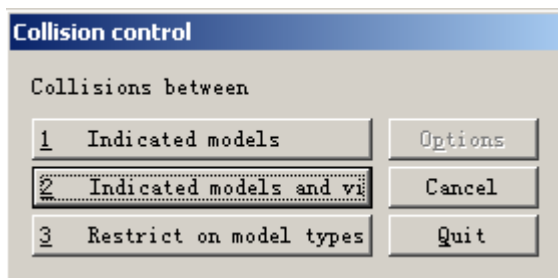 Collision control
Collisions between
1 Indicated models
Options
2 Indicated models and vi
Cancel
3 Restrict on model types
Quit